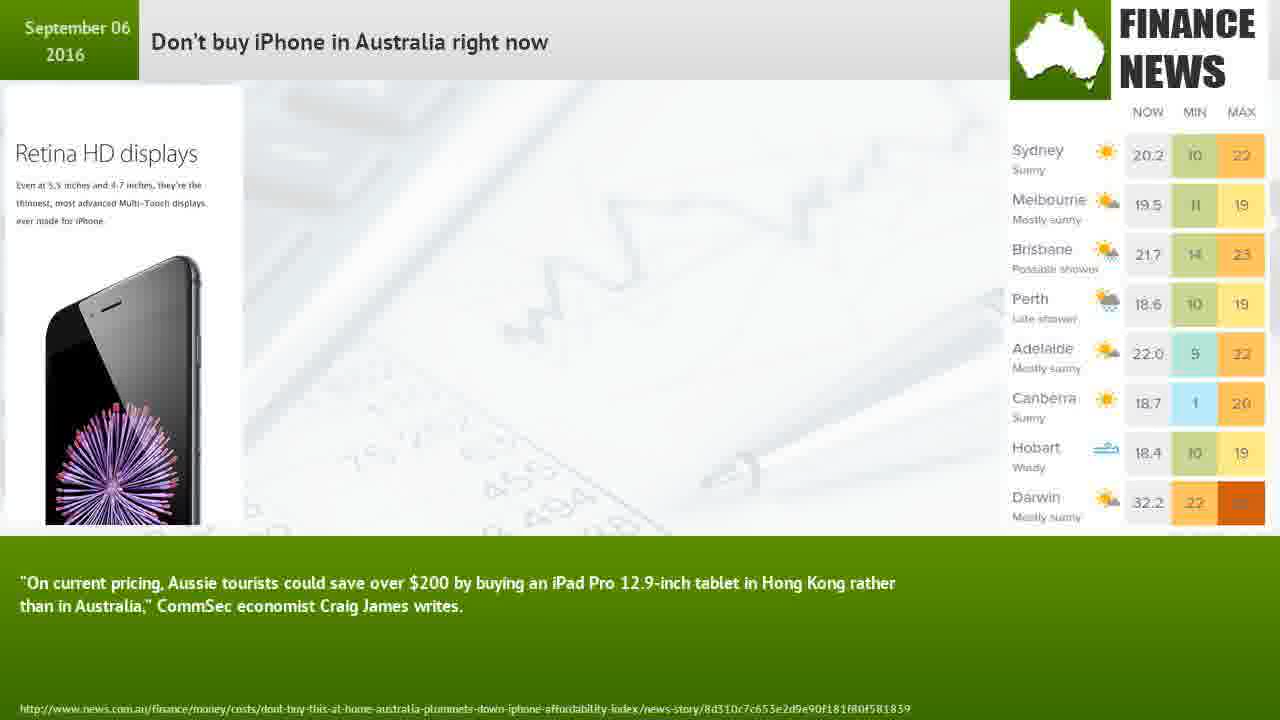 September 06
2016
Don't buy iPhone in Australia right now
FINANCE
NEWS
Retina HD displays
Even at 5.5 inches and 4.7 inches, they're the
thinnest, most advanced Multi-Touch displays
ever made for iPhone.
NOW MIN MAX
Sydney 20.2 10 22
Sunny
Melbourne 19.5 11 19
Mostly sunny
Brisbane 21.7 14 23
Possible shower
Perth 18.6 10 19
Late shower
Adelaide 22.0 9 22
Mostly sunny
Canberra 18.7 1 20
Sunny
Hobart 18.4 10 19
Windy
Darwin 32.2 22
Mostly sunny
455
494
"On current pricing, Aussie tourists could save over $200 by buying an iPad Pro 12.9-inch tablet in Hong Kong rather
than in Australia," CommSec economist Craig James writes.
http://www.news.com.au/finance/money/costs/dont-buy-this-at-home-australia-plummets-down-iphone-affordability-index/news-story/8d310c7c653e2d9e90f181f80f581839